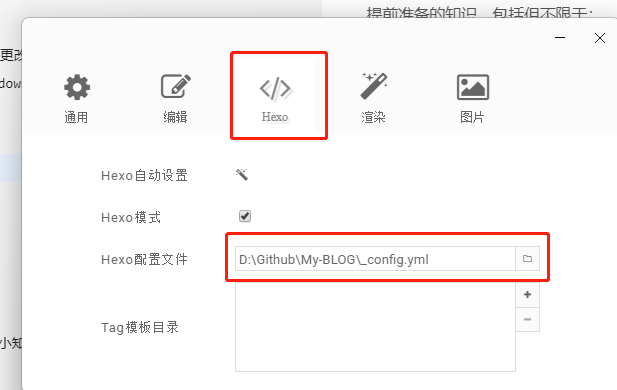 提前准备的知识，包括但不限于：
更改
dow
通用
编辑
Hexo
渲染
图片
Hexo自动设置
Hexo模式
Hexo配置文件
D:\Github\My-BLOG\_config.yml
Tag模板目录
小知